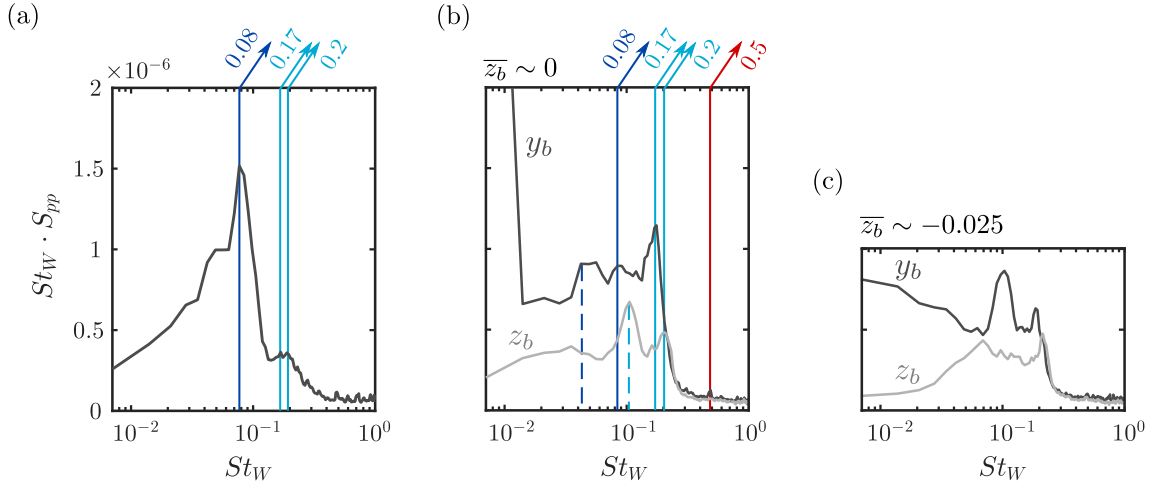 (a)
0.08
0.17
0.2
×10⁻⁶
2
1.5
1
0.5
0
St_W · S_pp
10⁻²
10⁻¹
10⁰
St_W
(b)
0.08
0.17
0.2
0.5
z̅_b ∼ 0
y_b
z_b
10⁻²
10⁻¹
10⁰
St_W
(c)
z̅_b ∼ −0.025
y_b
z_b
10⁻²
10⁻¹
10⁰
St_W